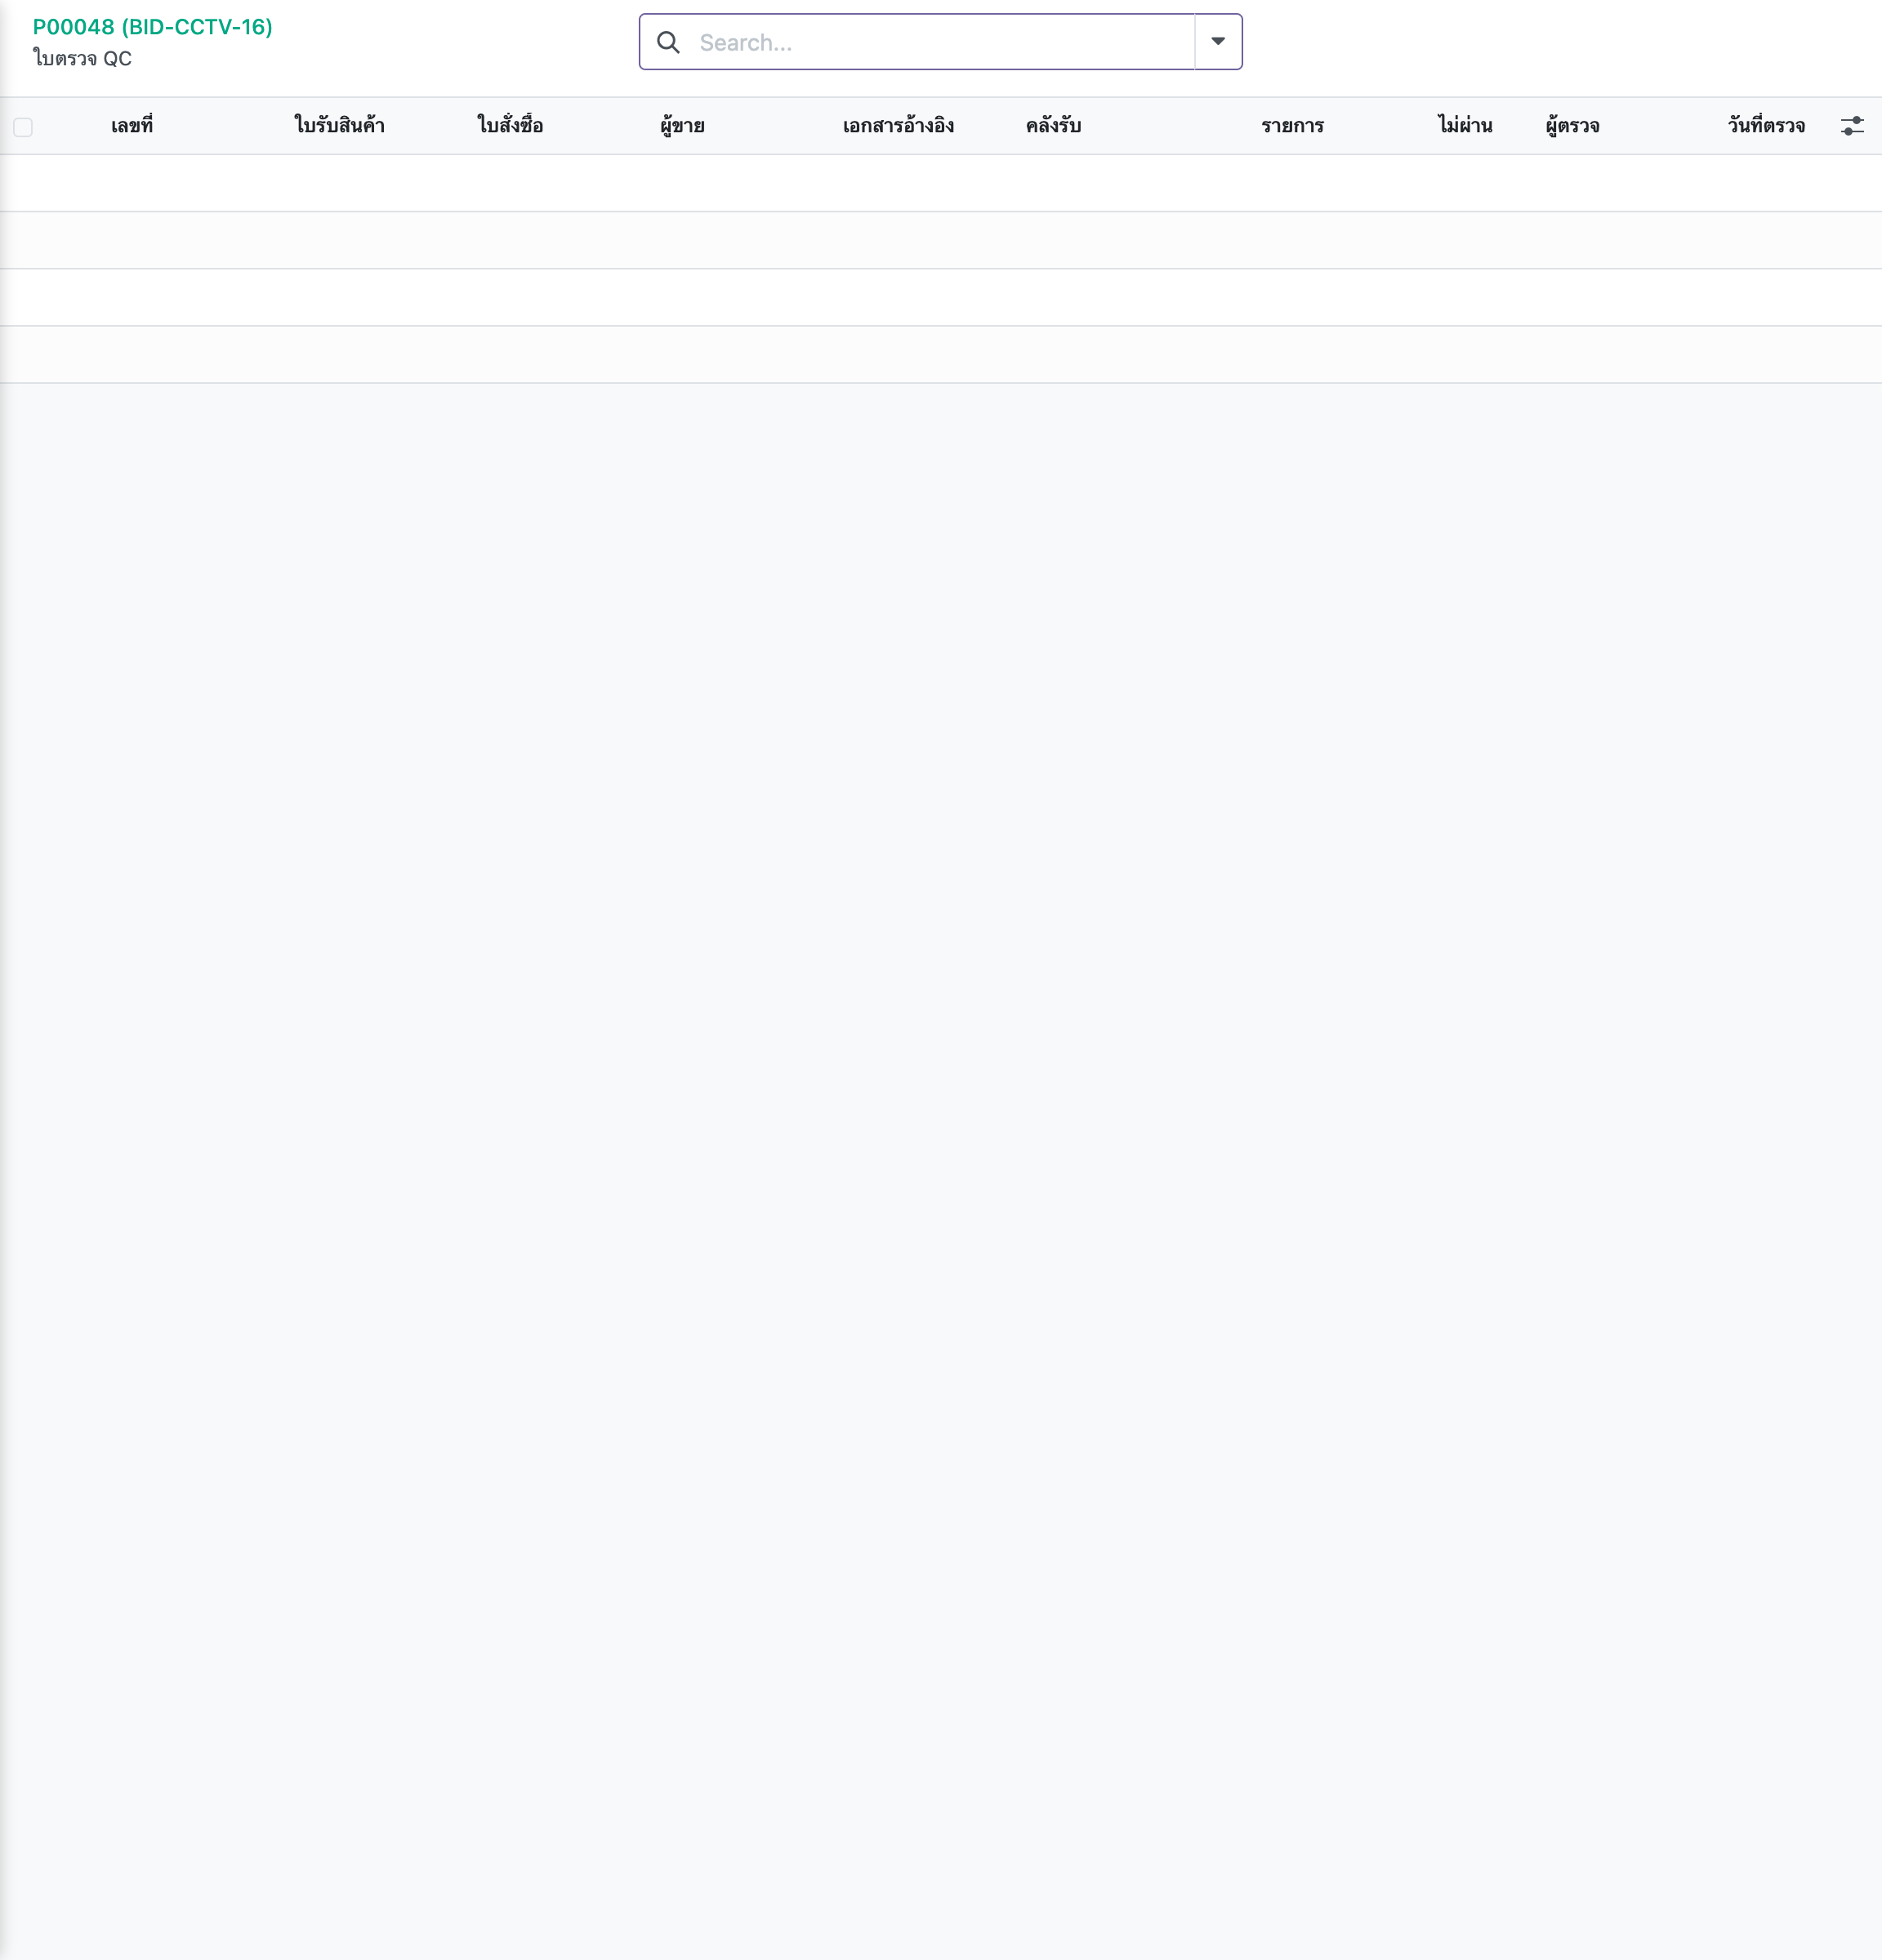 P00048 (BID-CCTV-16)
ใบตรวจ QC
Search...
เลขที่ ใบรับสินค้า ใบสั่งซื้อ ผู้ขาย เอกสารอ้างอิง คลังรับ รายการ ไม่ผ่าน ผู้ตรวจ วันที่ตรวจ